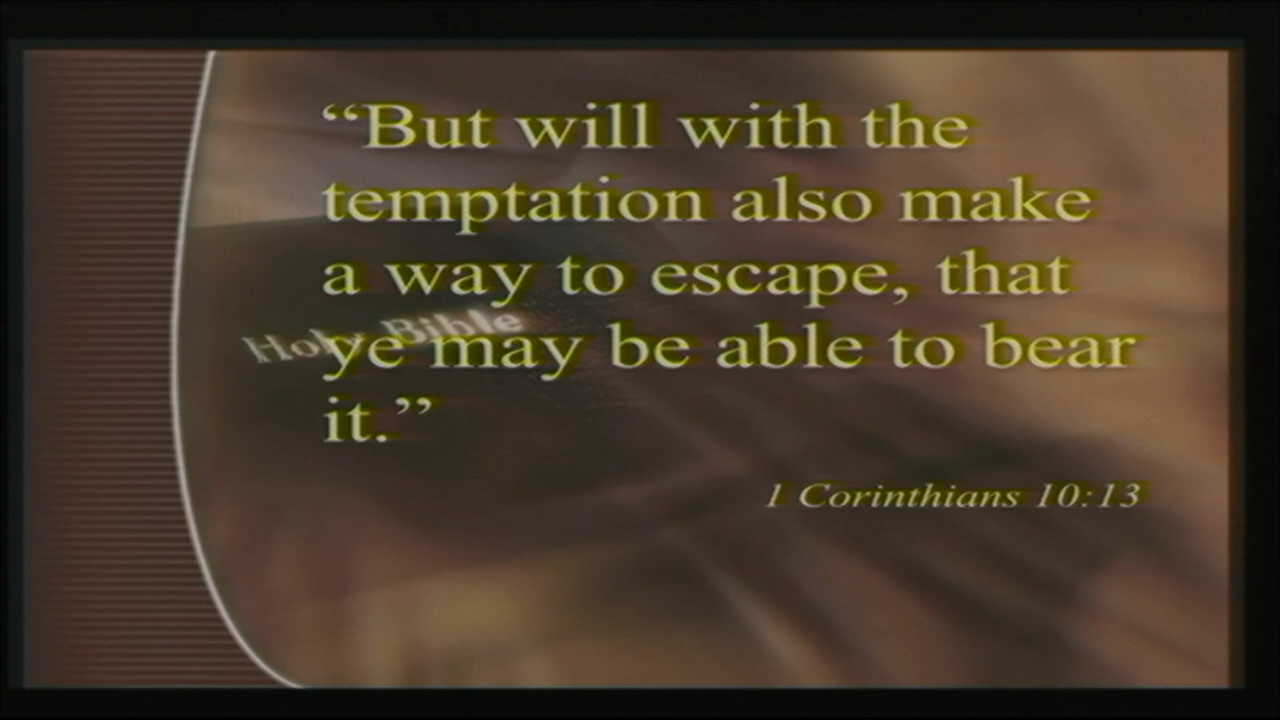 “But will with the
temptation also make
a way to escape, that
Holy Bible
ye may be able to bear
it.”
1 Corinthians 10:13